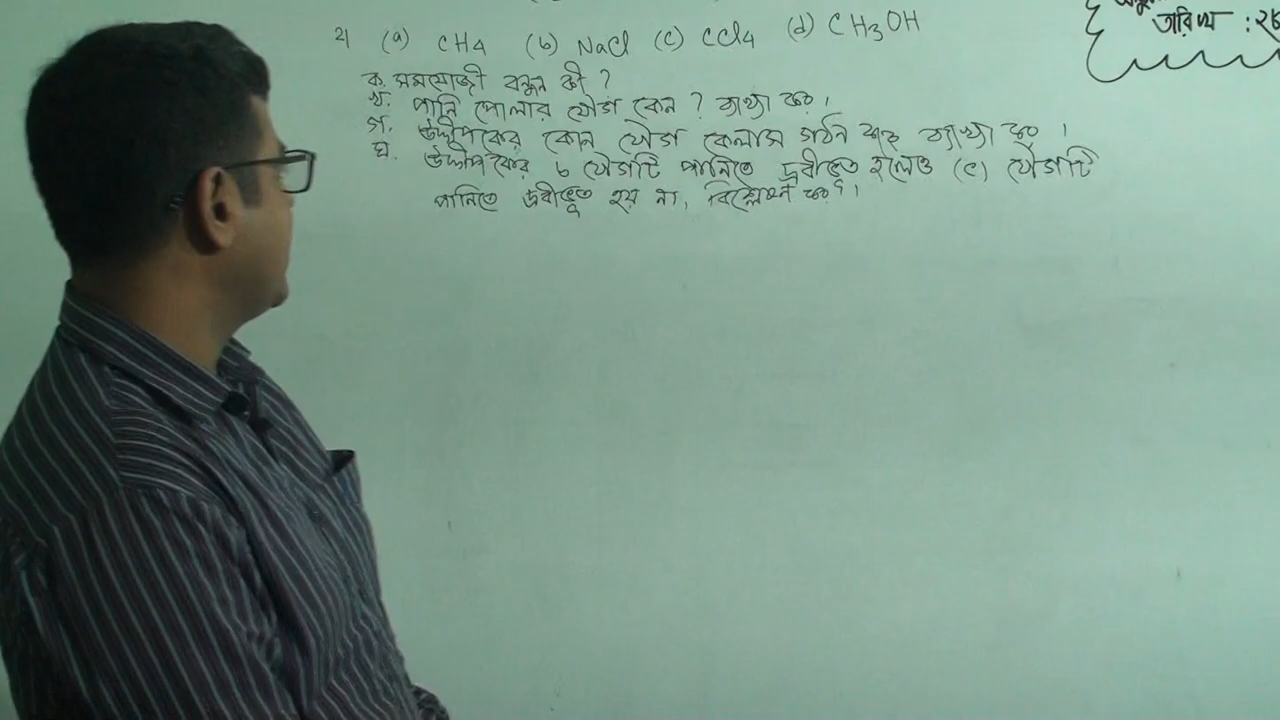 ২। (a) CH4 (b) NaCl (c) CCl4 (d) CH3OH
ক. সমযোজী বন্ধন কী ?
খ. পানি পোলার যৌগ কেন ? ব্যাখ্যা কর।
গ. উদ্দীপকের কোন যৌগ কেলাস গঠন করে ব্যাখ্যা কর।
ঘ. উদ্দীপকের b যৌগটি পানিতে দ্রবীভূত হলেও (c) যৌগটি
পানিতে দ্রবীভূত হয় না, বিশ্লেষণ কর।
তারিখ : ২৮